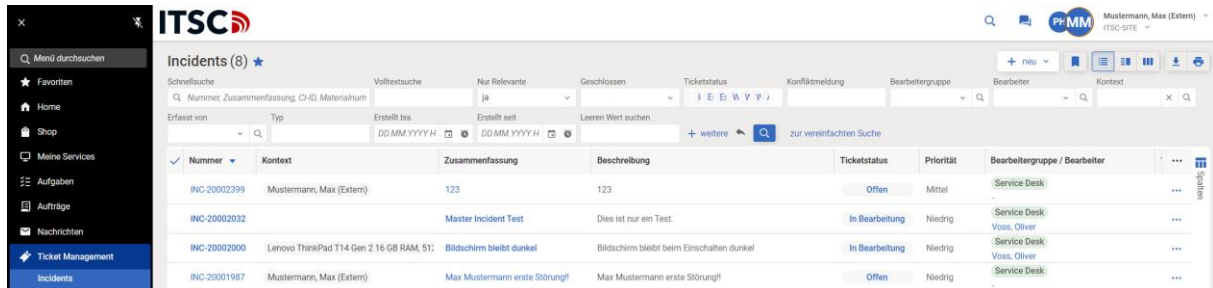 ITSC
PH MM
Mustermann, Max (Extern)
ITSC-SITE
Menü durchsuchen
Favoriten
Home
Shop
Meine Services
Aufgaben
Aufträge
Nachrichten
Ticket Management
Incidents
Incidents (8)
+ neu
Schnellsuche Volltextsuche Nur Relevante Geschlossen Ticketstatus Konfliktmeldung Bearbeitergruppe Bearbeiter Kontext
Nummer, Zusammenfassung, CI-ID, Materialnum ja
Erfasst von Typ Erstellt bis Erstellt seit Leeren Wert suchen
DD.MM.YYYY H DD.MM.YYYY H + weitere zur vereinfachten Suche
Nummer Kontext Zusammenfassung Beschreibung Ticketstatus Priorität Bearbeitergruppe / Bearbeiter
Spalten
INC-20002399 Mustermann, Max (Extern) 123 123 Offen Mittel Service Desk
-
INC-20002032 Master Incident Test Dies ist nur ein Test. In Bearbeitung Niedrig Service Desk
Voss, Oliver
INC-20002000 Lenovo ThinkPad T14 Gen 2 16 GB RAM, Bildschirm bleibt dunkel Bildschirm bleibt beim Einschalten dunkel In Bearbeitung Niedrig Service Desk
Voss, Oliver
INC-20001987 Mustermann, Max (Extern) Max Mustermann erste Störung!! Max Mustermann erste Störung!! Offen Niedrig Service Desk